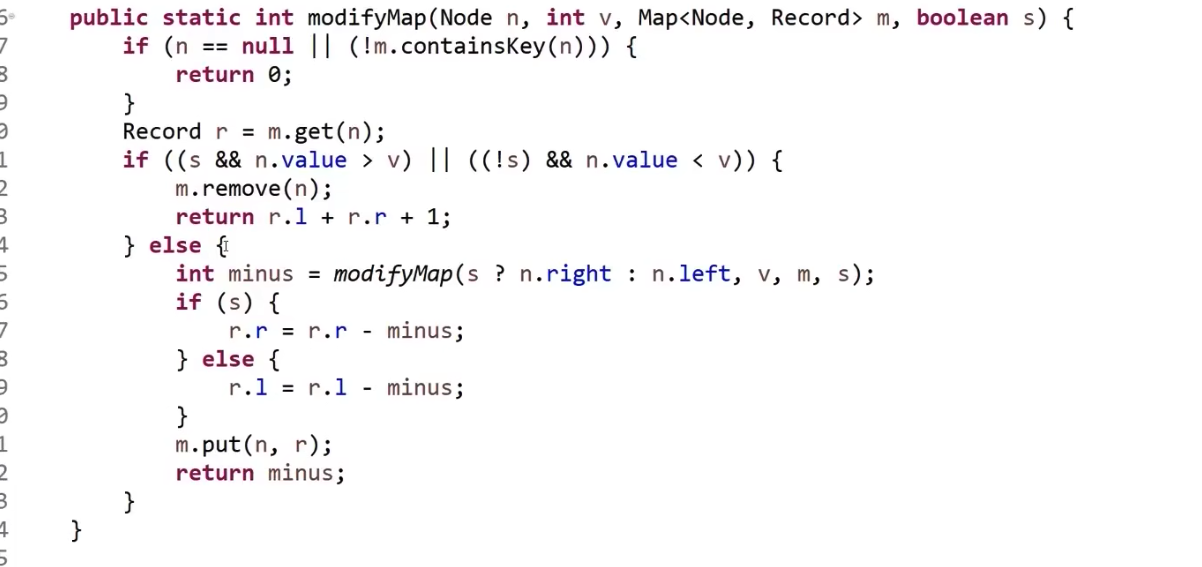 6 public static int modifyMap(Node n, int v, Map<Node, Record> m, boolean s) {
7 if (n == null || (!m.containsKey(n))) {
8 return 0;
9 }
0 Record r = m.get(n);
1 if ((s && n.value > v) || ((!s) && n.value < v)) {
2 m.remove(n);
3 return r.l + r.r + 1;
4 } else {
5 int minus = modifyMap(s ? n.right : n.left, v, m, s);
6 if (s) {
7 r.r = r.r - minus;
8 } else {
9 r.l = r.l - minus;
0 }
1 m.put(n, r);
2 return minus;
3 }
4 }
5